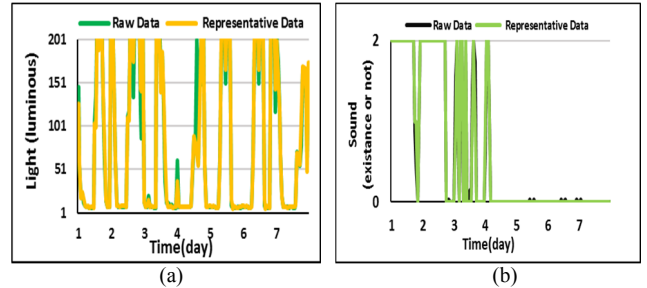 Raw Data Representative Data
201
151
101
51
1
Light (luminous)
1 2 3 4 5 6 7
Time(day)
(a)
Raw Data Representative Data
2
0
Sound
(existance or not)
1 2 3 4 5 6 7
Time(day)
(b)